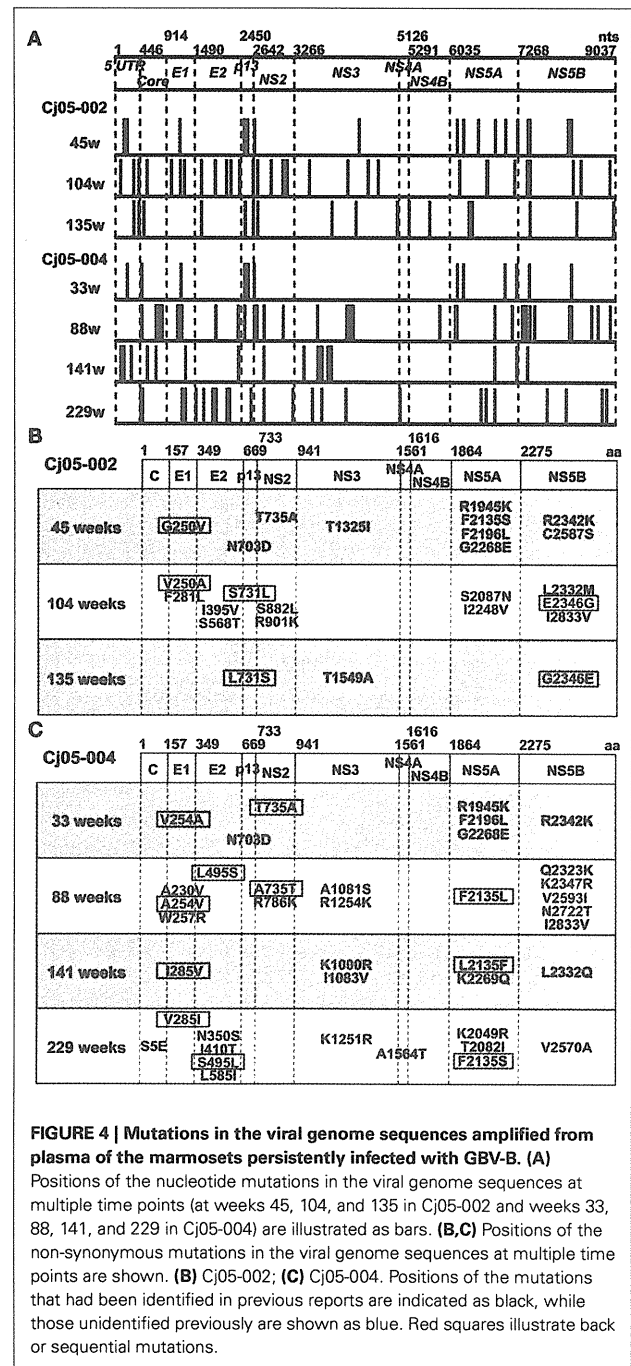 A
914 2450 5126 nts
1 446 1490 2642 3266 5291 6035 7268 9037
5'UTR Core E1 E2 p13 NS2 NS3 NS4A NS4B NS5A NS5B
Cj05-002
45w
104w
135w
Cj05-004
33w
88w
141w
229w
B
733 1616
Cj05-002 1 157 349 669 941 1561 1864 2275 aa
C E1 E2 p13 NS2 NS3 NS4A NS4B NS5A NS5B
45 weeks
G250V
N703D
T735A
T1325I
R1945K
F2135S
F2196L
G2268E
R2342K
C2587S
104 weeks
V250A
F281L
I395V
S568T
S731L
S882L
R901K
S2087N
I2248V
L2332M
E2346G
I2833V
135 weeks
L731S
T1549A
G2346E
C
733 1616
Cj05-004 1 157 349 669 941 1561 1864 2275 aa
C E1 E2 p13 NS2 NS3 NS4A NS4B NS5A NS5B
33 weeks
V254A
N703D
T735A
R1945K
F2196L
G2268E
R2342K
88 weeks
A230V
A254V
W257R
L495S
A735T
R786K
A1081S
R1254K
F2135L
Q2323K
K2347R
V2593I
N2722T
I2833V
141 weeks
I285V
K1000R
I1083V
L2135F
K2269Q
L2332Q
229 weeks
S5E
V285I
N350S
I410T
S495L
L585I
K1251R
A1564T
K2049R
T2082I
F2135S
V2570A
FIGURE 4 | Mutations in the viral genome sequences amplified from
plasma of the marmosets persistently infected with GBV-B. (A)
Positions of the nucleotide mutations in the viral genome sequences at
multiple time points (at weeks 45, 104, and 135 in Cj05-002 and weeks 33,
88, 141, and 229 in Cj05-004) are illustrated as bars. (B,C) Positions of the
non-synonymous mutations in the viral genome sequences at multiple time
points are shown. (B) Cj05-002; (C) Cj05-004. Positions of the mutations
that had been identified in previous reports are indicated as black, while
those unidentified previously are shown as blue. Red squares illustrate back
or sequential mutations.